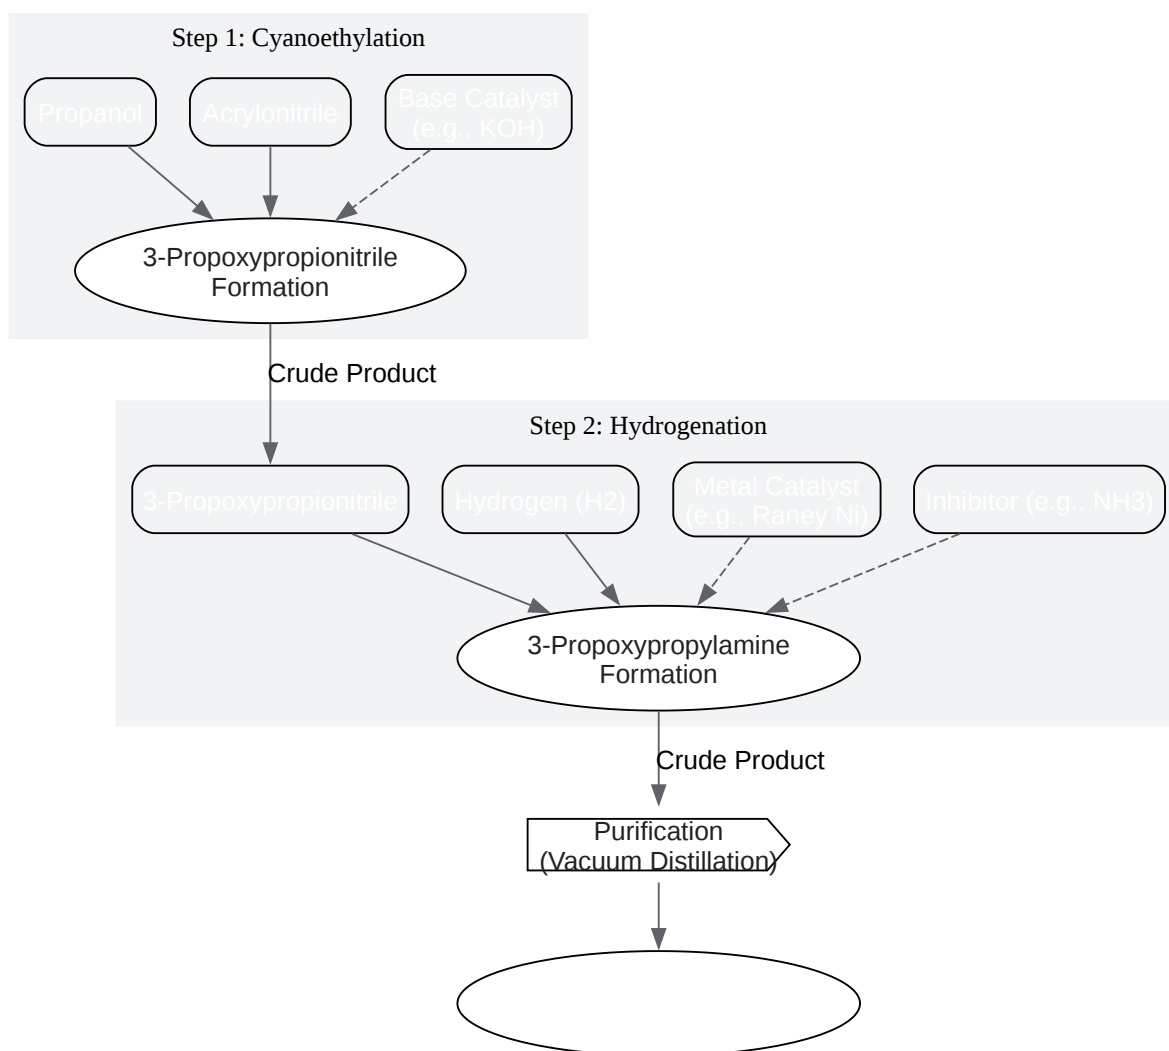 Step 1: Cyanoethylation
Propanol
Acrylonitrile
Base Catalyst
(e.g., KOH)
3-Propoxypropionitrile
Formation
Crude Product
Step 2: Hydrogenation
3-Propoxypropionitrile
Hydrogen (H2)
Metal Catalyst
(e.g., Raney Ni)
Inhibitor (e.g., NH3)
3-Propoxypropylamine
Formation
Crude Product
Purification
(Vacuum Distillation)